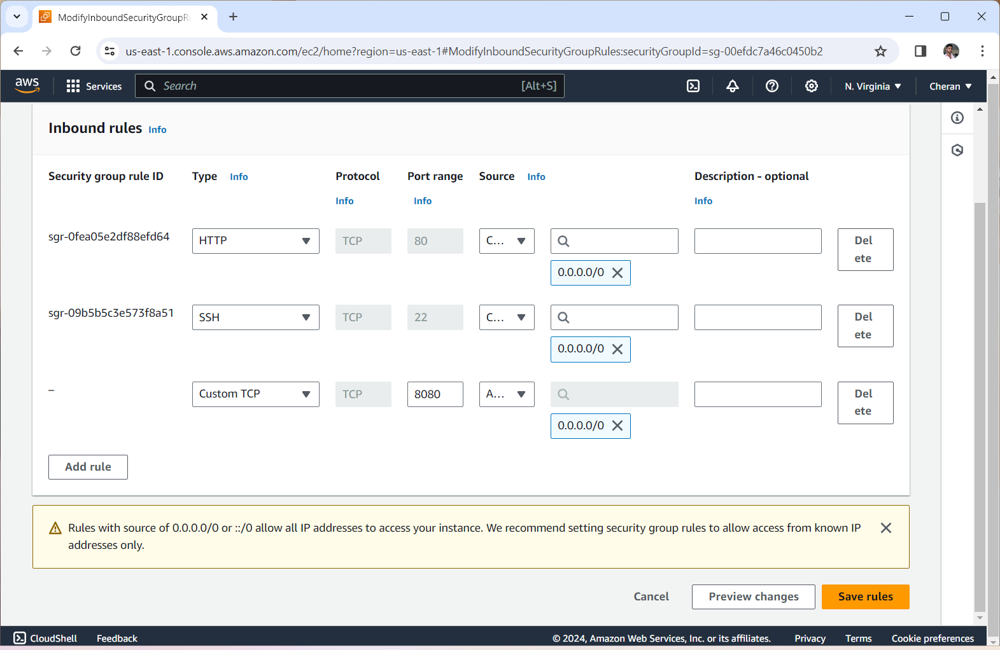 ModifyInboundSecurityGroupR
us-east-1.console.aws.amazon.com/ec2/home?region=us-east-1#ModifyInboundSecurityGroupRules:securityGroupId=sg-00efdc7a46c0450b2
aws Services Search [Alt+S] N. Virginia Cheran
Inbound rules Info
Security group rule ID Type Info Protocol Port range Source Info Description - optional
Info Info Info
sgr-0fea05e2df88efd64 HTTP TCP 80 C... Del
ete
0.0.0.0/0
sgr-09b5b5c3e573f8a51 SSH TCP 22 C... Del
ete
0.0.0.0/0
– Custom TCP TCP 8080 A... Del
ete
0.0.0.0/0
Add rule
Rules with source of 0.0.0.0/0 or ::/0 allow all IP addresses to access your instance. We recommend setting security group rules to allow access from known IP
addresses only.
Cancel Preview changes Save rules
CloudShell Feedback © 2024, Amazon Web Services, Inc. or its affiliates. Privacy Terms Cookie preferences